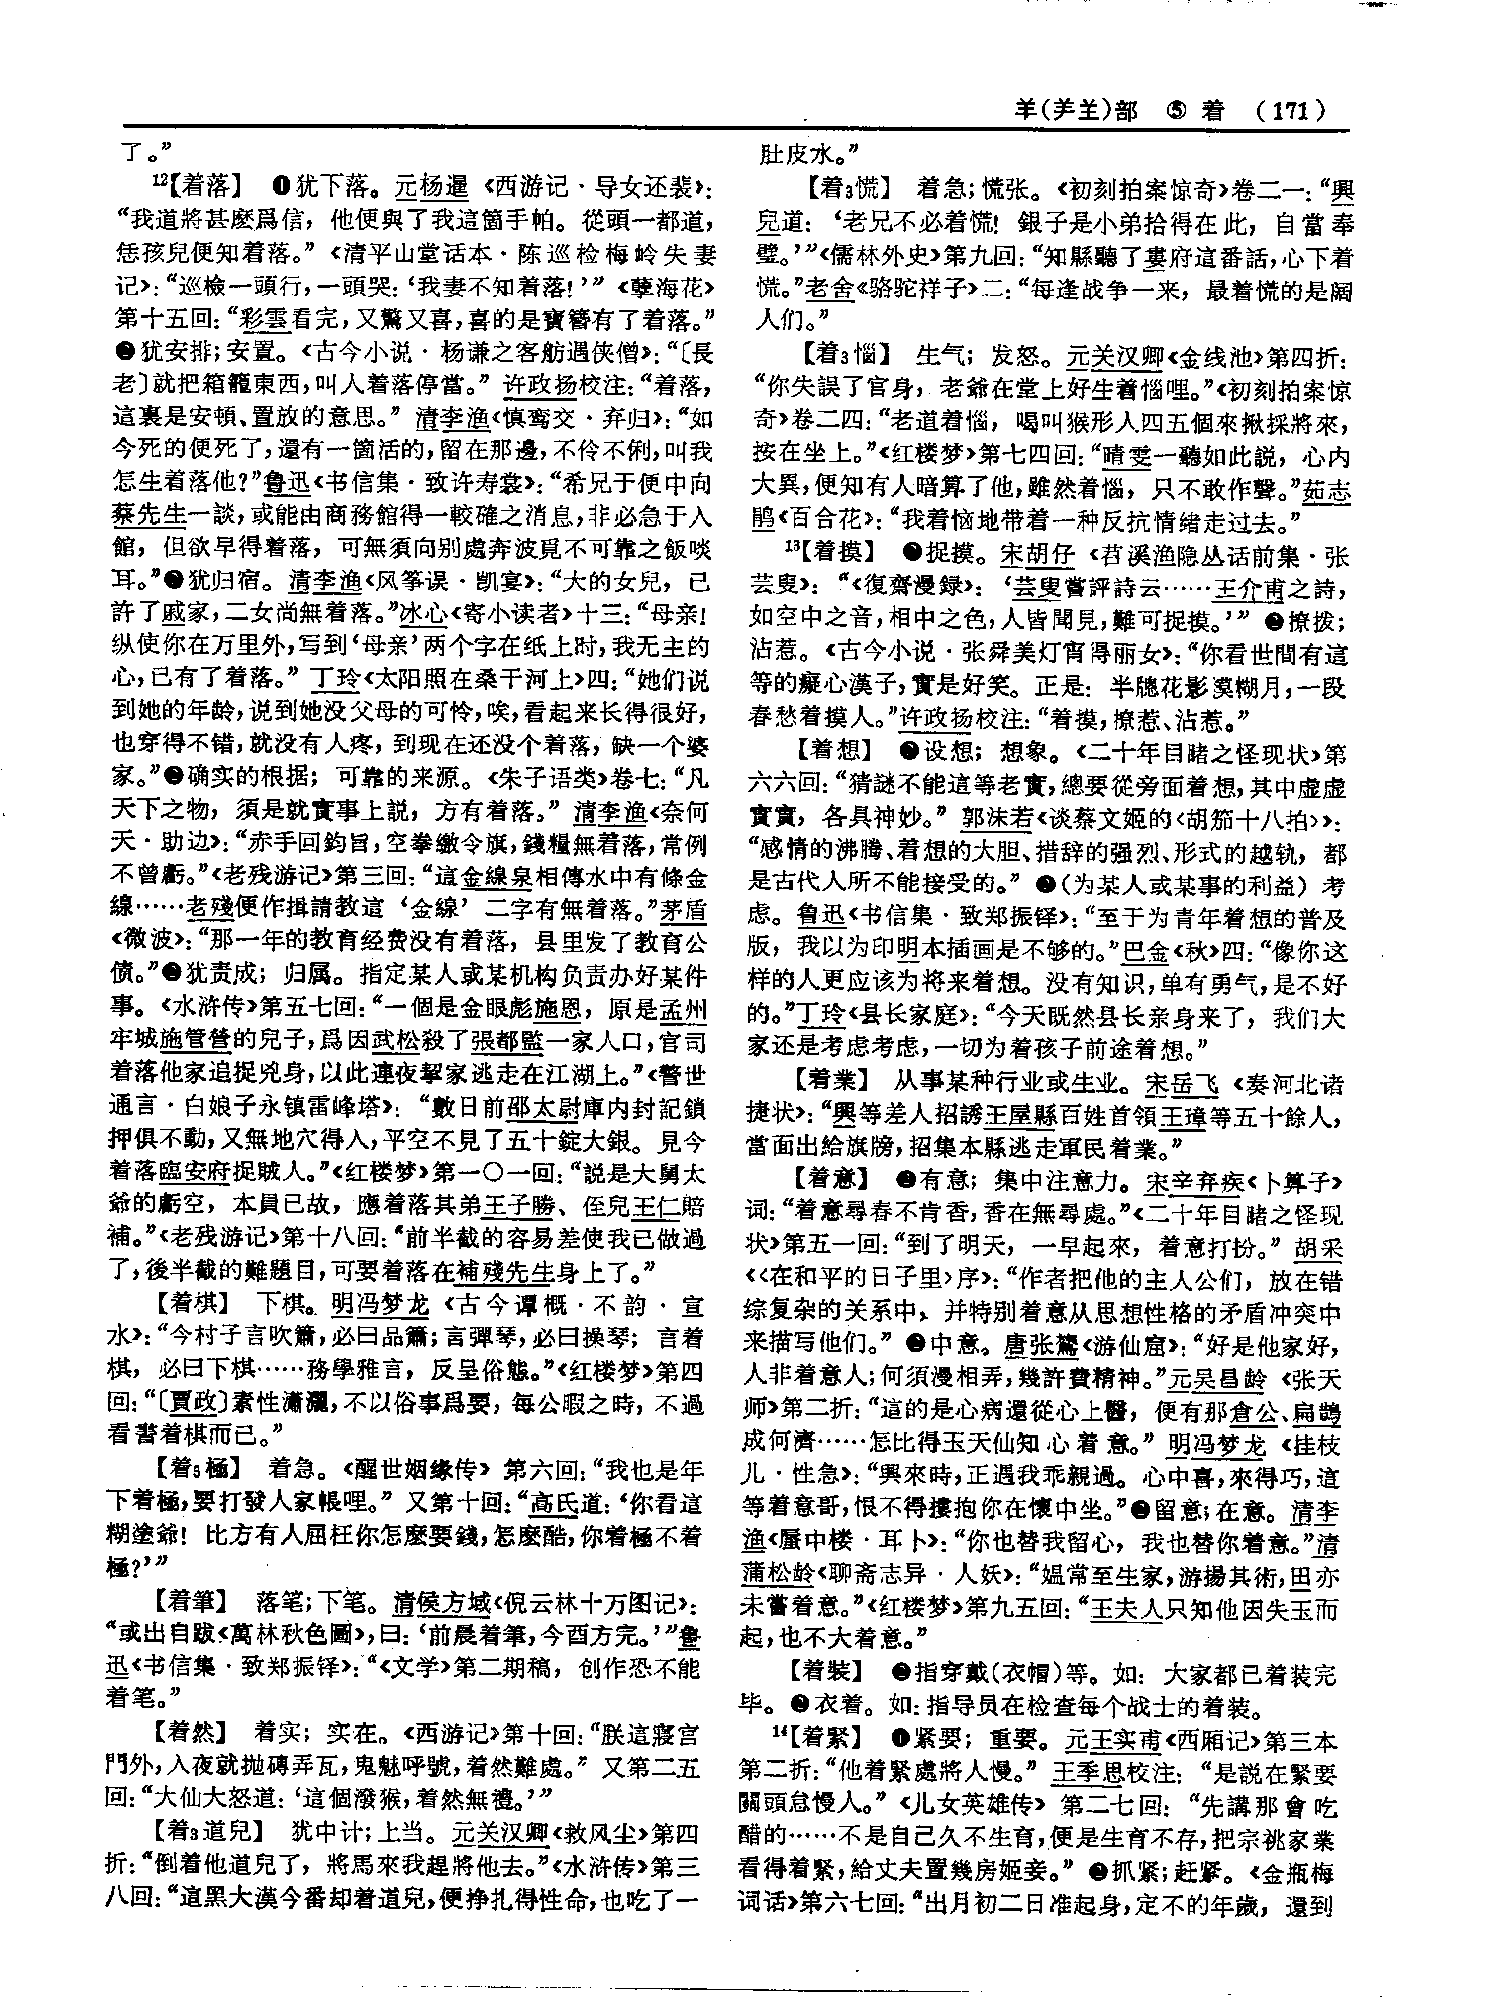 羊(⺷𦍌)部 ⑤ 着 (171)
了。”
12【着落】 ❶犹下落。元杨暹《西游记·导女还裴》：
“我道將甚麽爲信，他便與了我這箇手帕。從頭一都道，
恁孩兒便知着落。”《清平山堂话本·陈巡检梅岭失妻
记》：“巡檢一頭行，一頭哭：‘我妻不知着落！’”《孽海花》
第十五回：“彩雲看完，又驚又喜，喜的是寶簪有了着落。”
❷犹安排；安置。《古今小说·杨谦之客舫遇侠僧》：“〔長
老〕就把箱籠東西，叫人着落停當。”许政扬校注：“着落，
這裏是安頓、置放的意思。”清李渔《慎鸾交·弃归》：“如
今死的便死了，還有一箇活的，留在那邊，不伶不俐，叫我
怎生着落他？”鲁迅《书信集·致许寿裳》：“希兄于便中向
蔡先生一談，或能由商務館得一較確之消息，非必急于入
館，但欲早得着落，可無須向别處奔波覓不可靠之飯啖
耳。”❸犹归宿。清李渔《风筝误·凯宴》：“大的女兒，已
許了戚家，二女尚無着落。”冰心《寄小读者》十三：“母亲！
纵使你在万里外，写到‘母亲’两个字在纸上时，我无主的
心，已有了着落。”丁玲《太阳照在桑干河上》四：“她们说
到她的年龄，说到她没父母的可怜，唉，看起来长得很好，
也穿得不错，就没有人疼，到现在还没个着落，缺一个婆
家。”❹确实的根据；可靠的来源。《朱子语类》卷七：“凡
天下之物，須是就實事上説，方有着落。”清李渔《奈何
天·助边》：“赤手回鈞旨，空拳繳令旗，錢糧無着落，常例
不曾虧。”《老残游记》第三回：“這金線泉相傳水中有條金
線……老殘便作揖請教這‘金線’二字有無着落。”茅盾
《微波》：“那一年的教育经费没有着落，县里发了教育公
债。”❺犹责成；归属。指定某人或某机构负责办好某件
事。《水浒传》第五七回：“一個是金眼彪施恩，原是孟州
牢城施管營的兒子，爲因武松殺了張都監一家人口，官司
着落他家追捉兇身，以此連夜挈家逃走在江湖上。”《警世
通言·白娘子永镇雷峰塔》：“數日前邵太尉庫内封記鎖
押俱不動，又無地穴得入，平空不見了五十錠大銀。見今
着落臨安府捉賊人。”《红楼梦》第一〇一回：“説是大舅太
爺的虧空，本員已故，應着落其弟王子勝、侄兒王仁賠
補。”《老残游记》第十八回：“前半截的容易差使我已做過
了，後半截的難題目，可要着落在補殘先生身上了。”
【着棋】 下棋。明冯梦龙《古今谭概·不韵·宣
水》：“今村子言吹簫，必曰品簫；言彈琴，必曰操琴；言着
棋，必曰下棋……務學雅言，反呈俗態。”《红楼梦》第四
回：“〔賈政〕素性瀟灑，不以俗事爲要，每公暇之時，不過
看書着棋而已。”
【着3極】 着急。《醒世姻缘传》第六回：“我也是年
下着極，要打發人家帳哩。”又第十回：“高氏道：‘你看這
糊塗爺！比方有人屈枉你怎麽要錢，怎麽酷，你着極不着
極？’”
【着筆】 落笔；下笔。清侯方域《倪云林十万图记》：
“或出自跋《萬林秋色圖》，曰：‘前晨着筆，今酉方完。’”鲁
迅《书信集·致郑振铎》：“《文学》第二期稿，创作恐不能
着笔。”
【着然】 着实；实在。《西游记》第十回：“朕這寢宫
門外，入夜就拋磚弄瓦，鬼魅呼號，着然難處。”又第二五
回：“大仙大怒道：‘這個潑猴，着然無禮。’”
【着3道兒】 犹中计；上当。元关汉卿《救风尘》第四
折：“倒着他道兒了，將馬來我趕將他去。”《水浒传》第三
八回：“這黑大漢今番却着道兒，便挣扎得性命，也吃了一
肚皮水。”
【着3慌】 着急；慌张。《初刻拍案惊奇》卷二一：“興
兒道：‘老兄不必着慌！銀子是小弟拾得在此，自當奉
璧。’”《儒林外史》第九回：“知縣聽了婁府這番話，心下着
慌。”老舍《骆驼祥子》二：“每逢战争一来，最着慌的是阔
人们。”
【着3惱】 生气；发怒。元关汉卿《金线池》第四折：
“你失誤了官身，老爺在堂上好生着惱哩。”《初刻拍案惊
奇》卷二四：“老道着惱，喝叫猴形人四五個來揪採將來，
按在坐上。”《红楼梦》第七四回：“晴雯一聽如此説，心内
大異，便知有人暗算了他，雖然着惱，只不敢作聲。”茹志
鹃《百合花》：“我着恼地带着一种反抗情绪走过去。”
13【着摸】 ❶捉摸。宋胡仔《苕溪渔隐丛话前集·张
芸叟》：“《復齋漫録》：‘芸叟嘗評詩云……王介甫之詩，
如空中之音，相中之色，人皆聞見，難可捉摸。’”❷撩拨；
沾惹。《古今小说·张舜美灯宵得丽女》：“你看世間有這
等的癡心漢子，實是好笑。正是：半牕花影漠糊月，一段
春愁着摸人。”许政扬校注：“着摸，撩惹、沾惹。”
【着想】 ❶设想；想象。《二十年目睹之怪现状》第
六六回：“猜謎不能這等老實，總要從旁面着想，其中虚虚
實實，各具神妙。”郭沫若《谈蔡文姬的〈胡笳十八拍〉》：
“感情的沸腾、着想的大胆、措辞的强烈、形式的越轨，都
是古代人所不能接受的。”❷(为某人或某事的利益)考
虑。鲁迅《书信集·致郑振铎》：“至于为青年着想的普及
版，我以为印明本插画是不够的。”巴金《秋》四：“像你这
样的人更应该为将来着想。没有知识，单有勇气，是不好
的。”丁玲《县长家庭》：“今天既然县长亲身来了，我们大
家还是考虑考虑，一切为着孩子前途着想。”
【着業】 从事某种行业或生业。宋岳飞《奏河北诸
捷状》：“興等差人招誘王屋縣百姓首領王璋等五十餘人，
當面出給旗牓，招集本縣逃走軍民着業。”
【着意】 ❶有意；集中注意力。宋辛弃疾《卜算子》
词：“着意尋春不肯香，香在無尋處。”《二十年目睹之怪现
状》第五一回：“到了明天，一早起來，着意打扮。”胡采
《〈在和平的日子里〉序》：“作者把他的主人公们，放在错
综复杂的关系中，并特别着意从思想性格的矛盾冲突中
来描写他们。”❷中意。唐张鷟《游仙窟》：“好是他家好，
人非着意人；何須漫相弄，幾許費精神。”元吴昌龄《张天
师》第二折：“這的是心病還從心上醫，便有那倉公、扁鵲
成何濟……怎比得玉天仙知心着意。”明冯梦龙《挂枝
儿·性急》：“興來時，正遇我乖親過。心中喜，來得巧，這
等着意哥，恨不得摟抱你在懷中坐。”❸留意；在意。清李
渔《蜃中楼·耳卜》：“你也替我留心，我也替你着意。”清
蒲松龄《聊斋志异·人妖》：“媪常至生家，游揚其術，田亦
未嘗着意。”《红楼梦》第九五回：“王夫人只知他因失玉而
起，也不大着意。”
【着裝】 ❶指穿戴(衣帽)等。如：大家都已着装完
毕。❷衣着。如：指导员在检查每个战士的着装。
14【着緊】 ❶紧要；重要。元王实甫《西厢记》第三本
第二折：“他着緊處將人慢。”王季思校注：“是説在緊要
關頭怠慢人。”《儿女英雄传》第二七回：“先講那會吃
醋的……不是自己久不生育，便是生育不存，把宗祧家業
看得着緊，給丈夫置幾房姬妾。”❷抓紧；赶紧。《金瓶梅
词话》第六七回：“出月初二日准起身，定不的年歲，還到